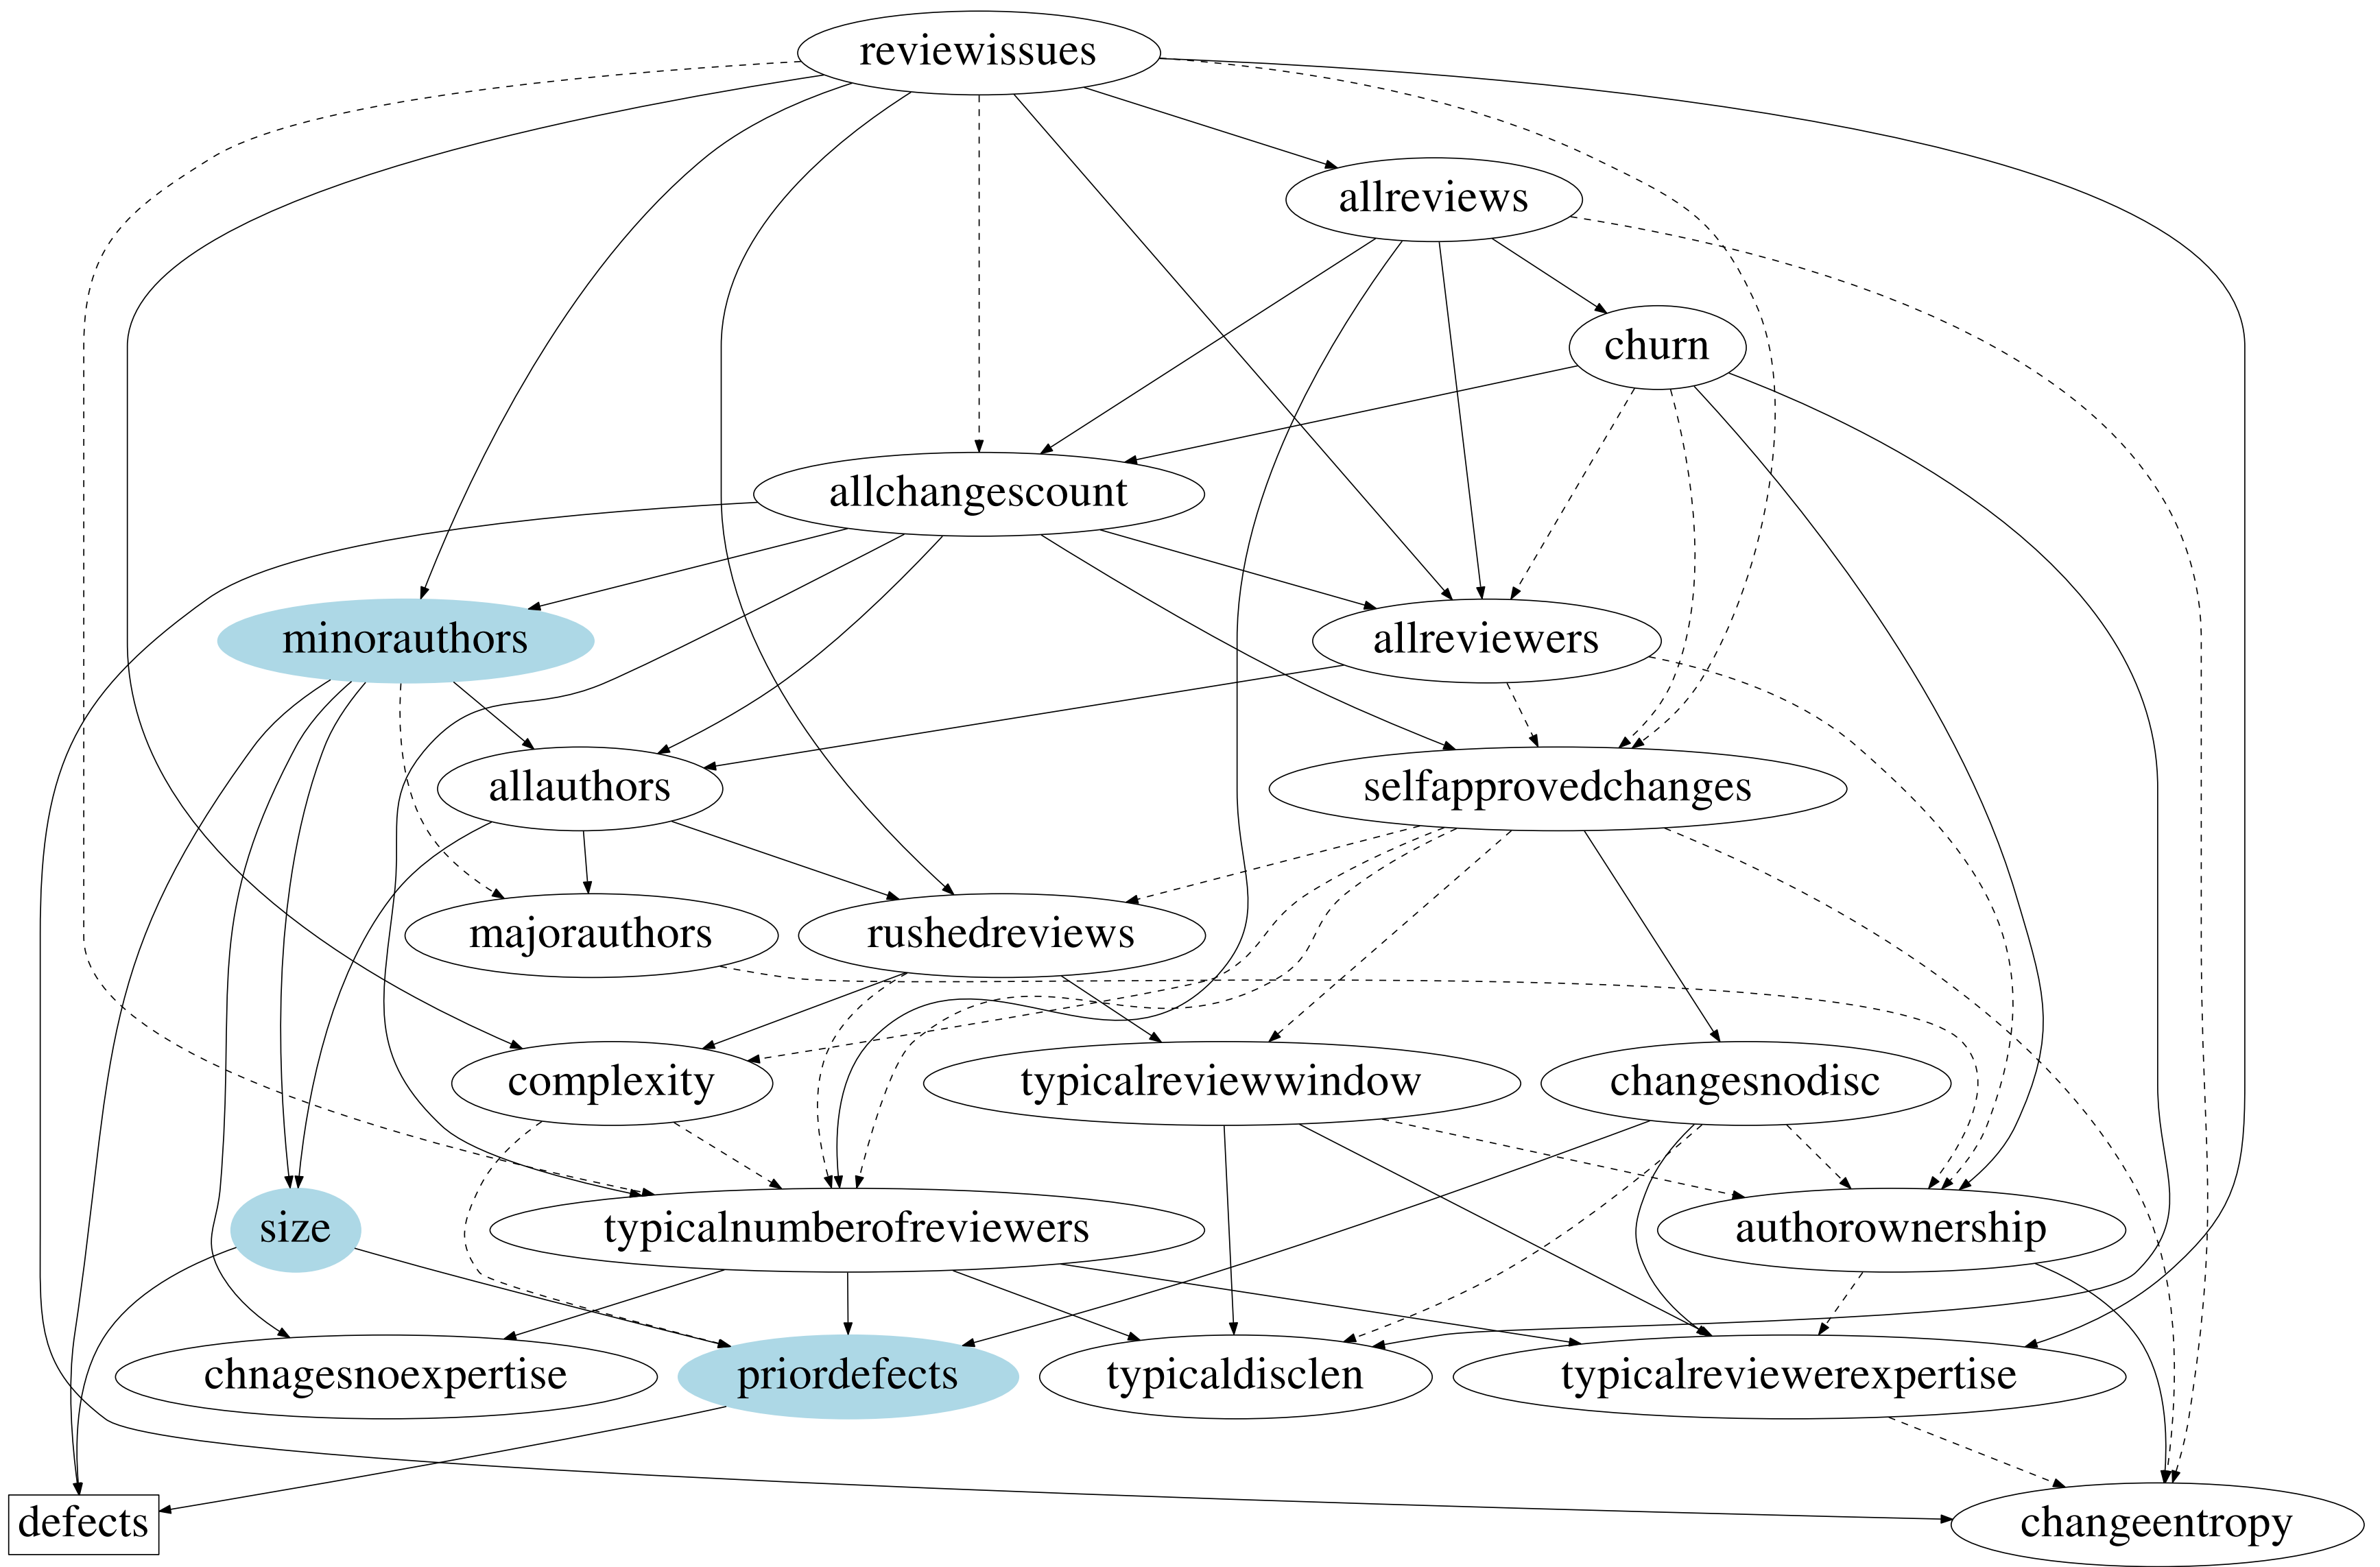 reviewissues
allreviews
churn
allchangescount
minorauthors
allreviewers
allauthors
selfapprovedchanges
majorauthors
rushedreviews
complexity
typicalreviewwindow
changesnodisc
size
typicalnumberofreviewers
authorownership
chnagesnoexpertise
priordefects
typicaldisclen
typicalreviewerexpertise
defects
changeentropy